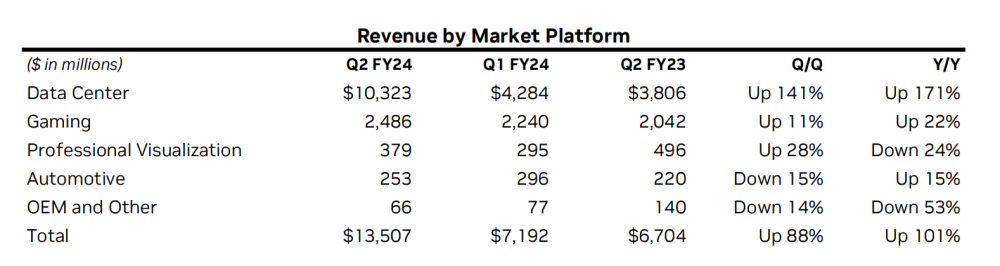 Revenue by Market Platform
($ in millions) Q2 FY24 Q1 FY24 Q2 FY23 Q/Q Y/Y
Data Center $10,323 $4,284 $3,806 Up 141% Up 171%
Gaming 2,486 2,240 2,042 Up 11% Up 22%
Professional Visualization 379 295 496 Up 28% Down 24%
Automotive 253 296 220 Down 15% Up 15%
OEM and Other 66 77 140 Down 14% Down 53%
Total $13,507 $7,192 $6,704 Up 88% Up 101%